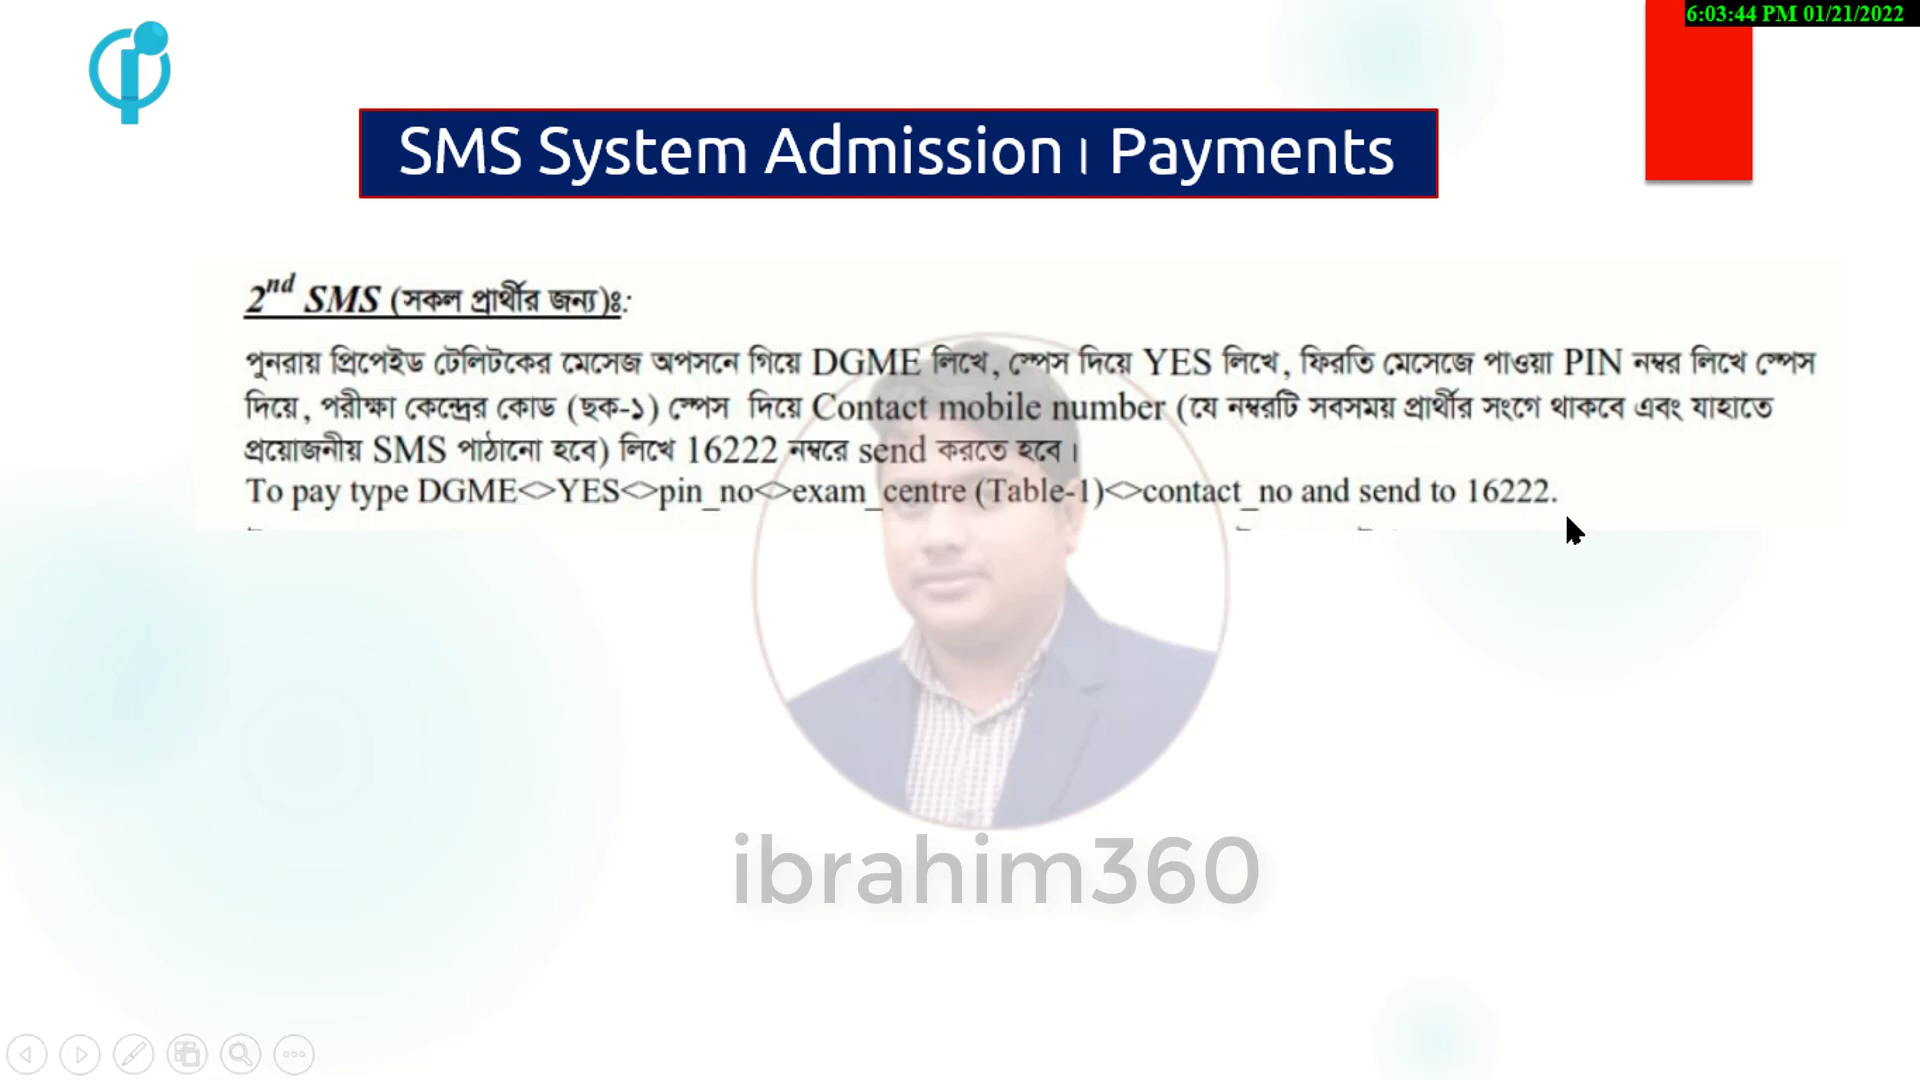 6:03:44 PM 01/21/2022
SMS System Admission। Payments
2nd SMS (সকল প্রার্থীর জন্য)ঃ:
পুনরায় প্রিপেইড টেলিটকের মেসেজ অপসনে গিয়ে DGME লিখে, স্পেস দিয়ে YES লিখে, ফিরতি মেসেজে পাওয়া PIN নম্বর লিখে স্পেস
দিয়ে, পরীক্ষা কেন্দ্রের কোড (ছক-১) স্পেস দিয়ে Contact mobile number (যে নম্বরটি সবসময় প্রার্থীর সংগে থাকবে এবং যাহাতে
প্রয়োজনীয় SMS পাঠানো হবে) লিখে 16222 নম্বরে send করতে হবে।
To pay type DGME<>YES<>pin_no<>exam_centre (Table-1)<>contact_no and send to 16222.
ibrahim360